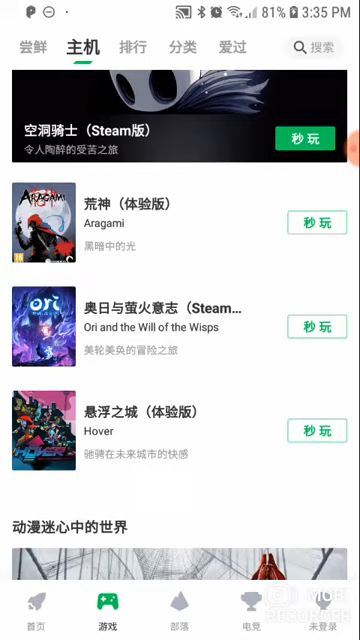 81% 3:35 PM
尝鲜 主机 排行 分类 爱过 搜索
空洞骑士（Steam版）
令人陶醉的受苦之旅
秒玩
ARAGAMI
荒神（体验版）
Aragami
黑暗中的光
秒玩
ori
奥日与萤火意志（Steam…
Ori and the Will of the Wisps
美轮美奂的冒险之旅
秒玩
HOVER
悬浮之城（体验版）
Hover
驰骋在未来城市的快感
秒玩
动漫迷心中的世界
首页 游戏 部落 电竞 未登录
MOBI
RECORDER